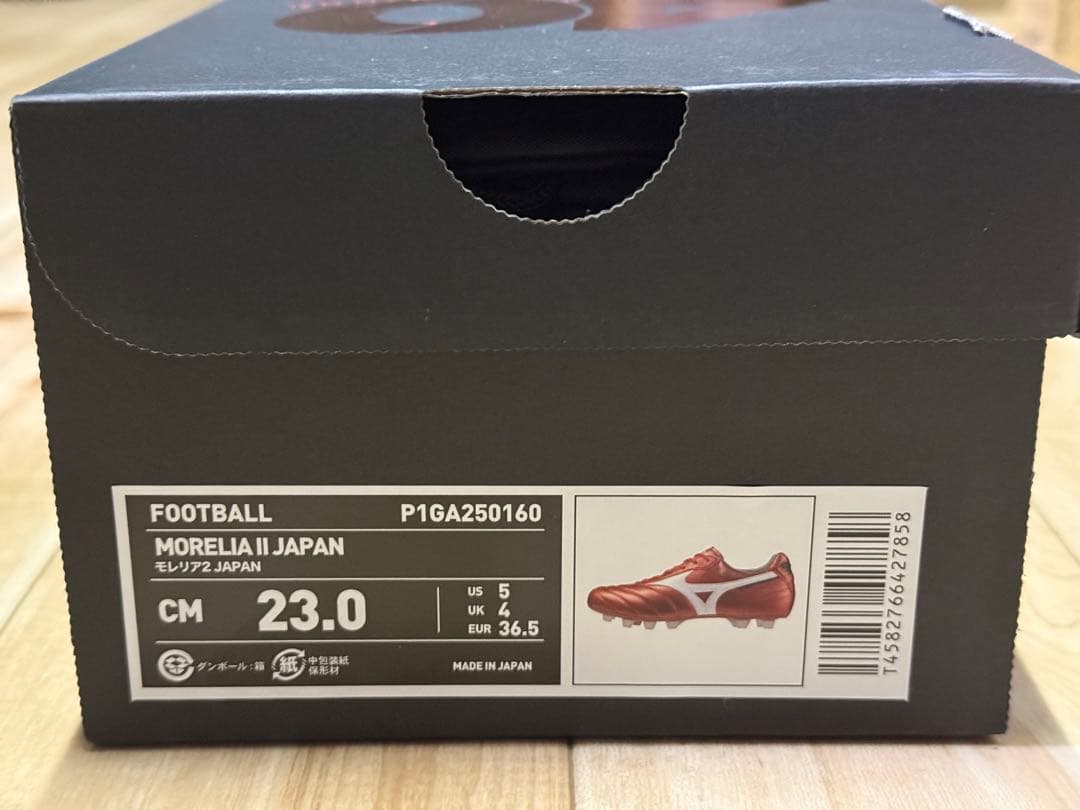 FOOTBALL P1GA250160
MORELIA II JAPAN
モレリア2 JAPAN
CM 23.0
US 5
UK 4
EUR 36.5
ダンボール:箱
紙 中包装紙
保形材
MADE IN JAPAN
T4582766427858